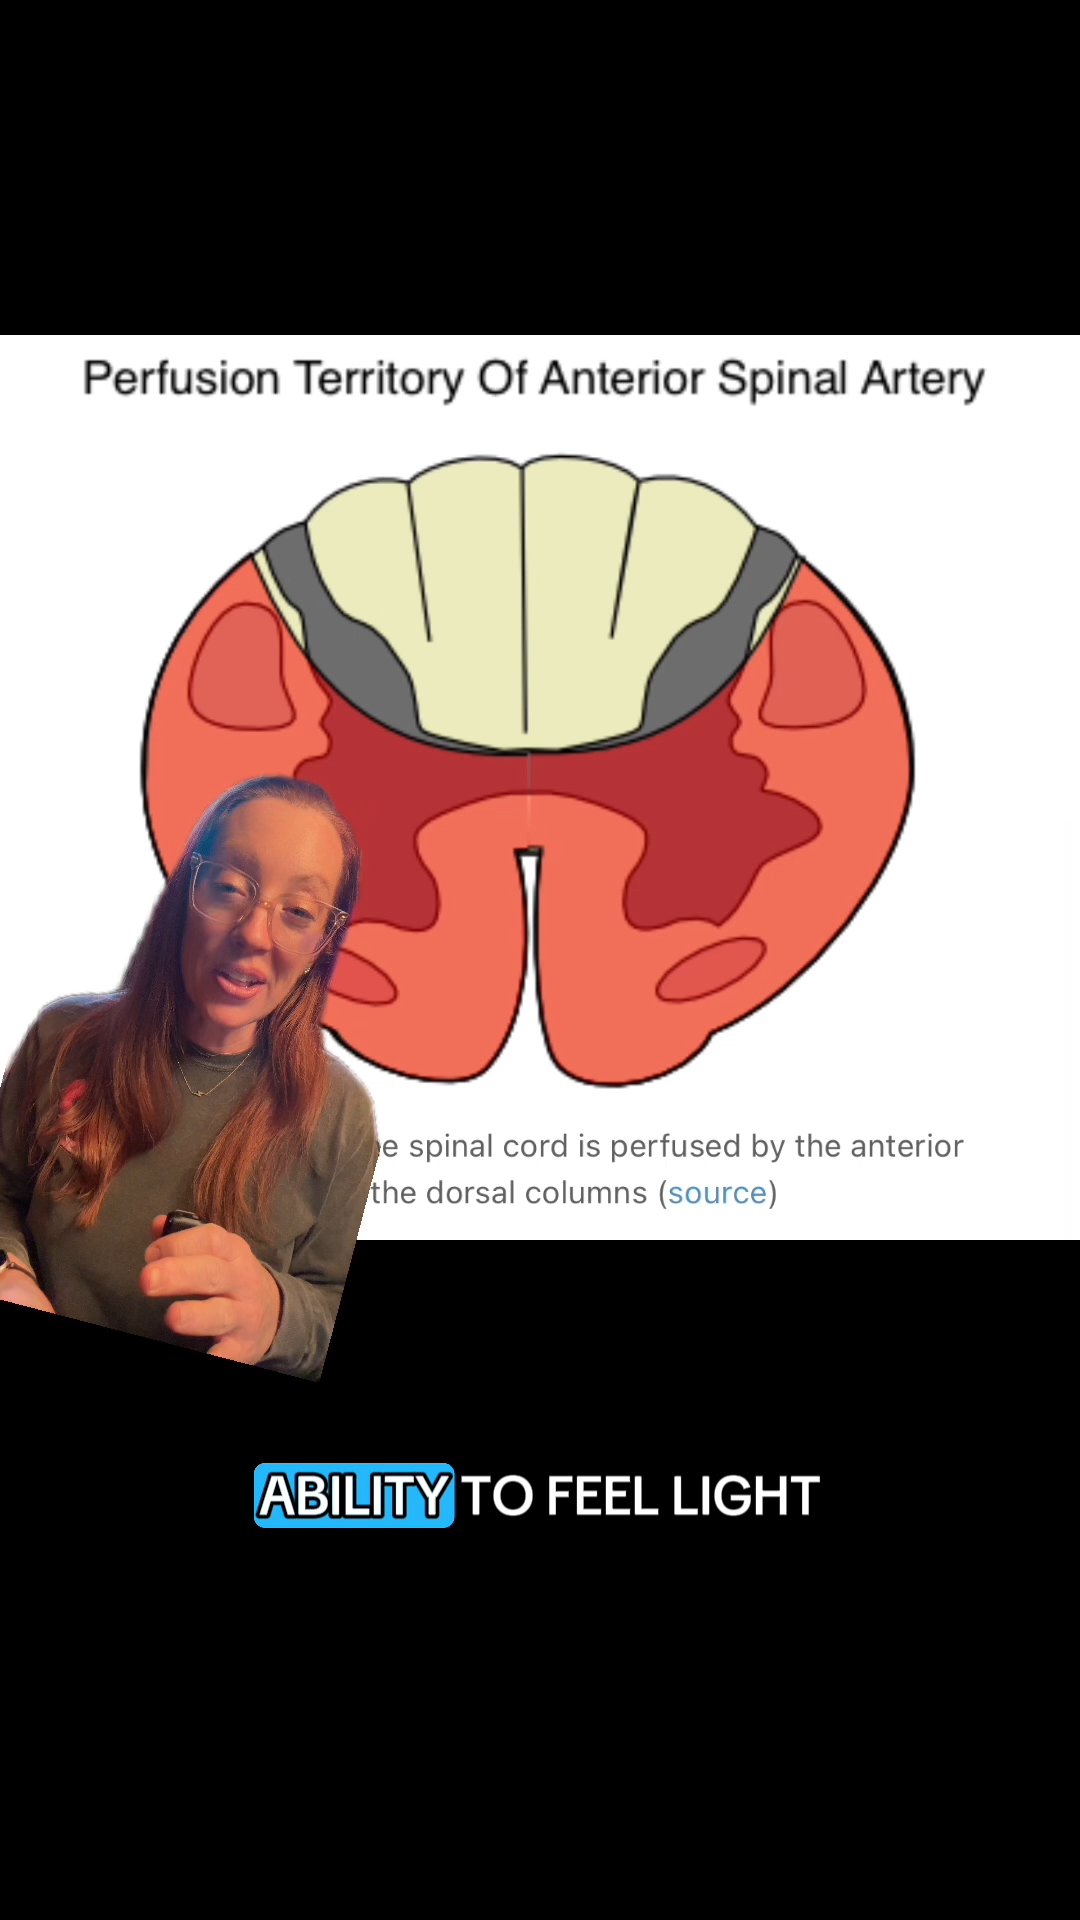 Perfusion Territory Of Anterior Spinal Artery
spinal cord is perfused by the anterior
the dorsal columns (source)
ABILITY TO FEEL LIGHT